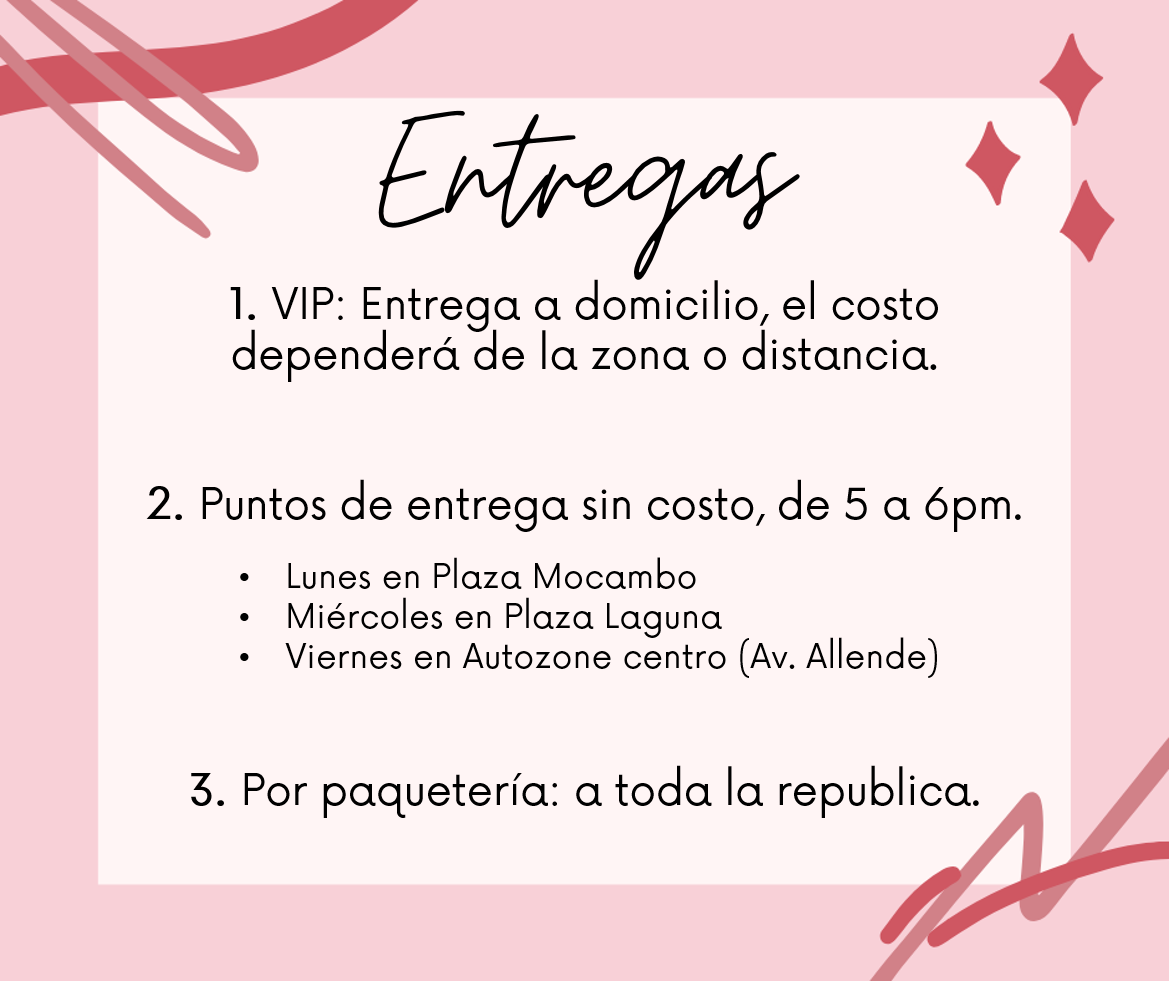 Entregas
1. VIP: Entrega a domicilio, el costo
dependerá de la zona o distancia.
2. Puntos de entrega sin costo, de 5 a 6pm.
• Lunes en Plaza Mocambo
• Miércoles en Plaza Laguna
• Viernes en Autozone centro (Av. Allende)
3. Por paquetería: a toda la republica.